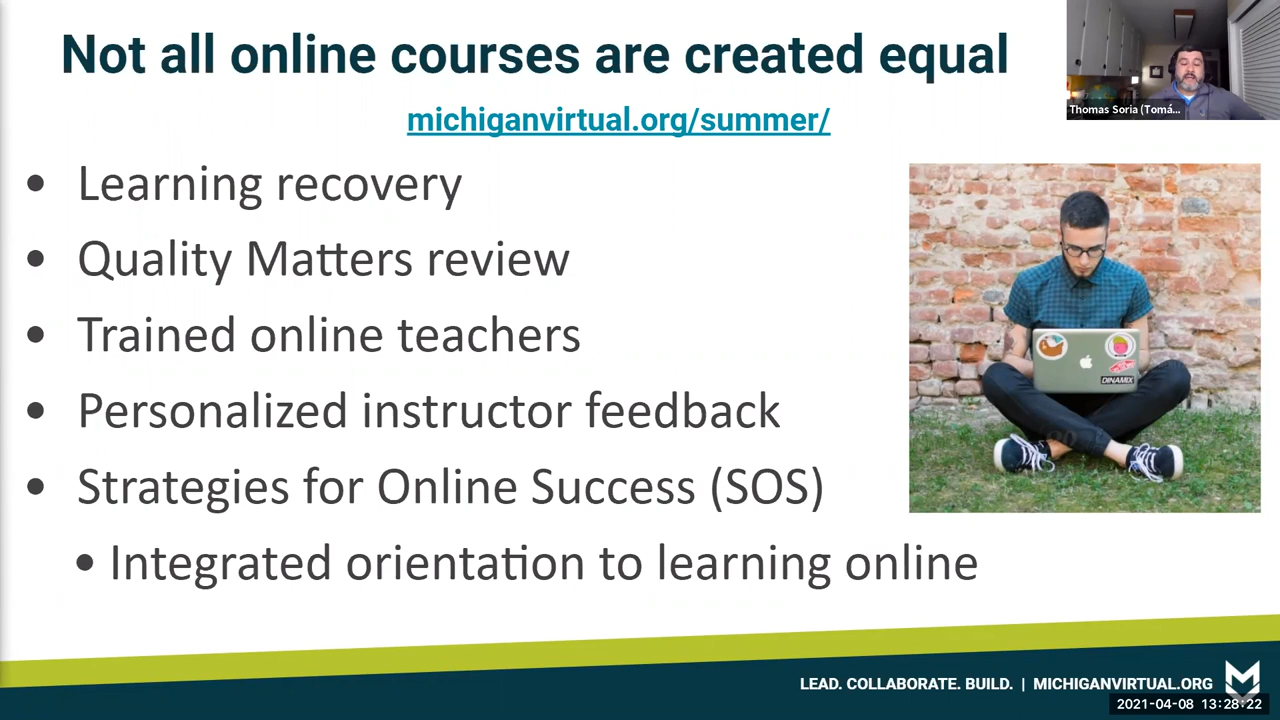 Not all online courses are created equal
michiganvirtual.org/summer/
Thomas Soria (Tomá...
• Learning recovery
• Quality Matters review
• Trained online teachers
• Personalized instructor feedback
• Strategies for Online Success (SOS)
• Integrated orientation to learning online
DINAMIX
LEAD. COLLABORATE. BUILD. | MICHIGANVIRTUAL.ORG
2021-04-08 13:28:22